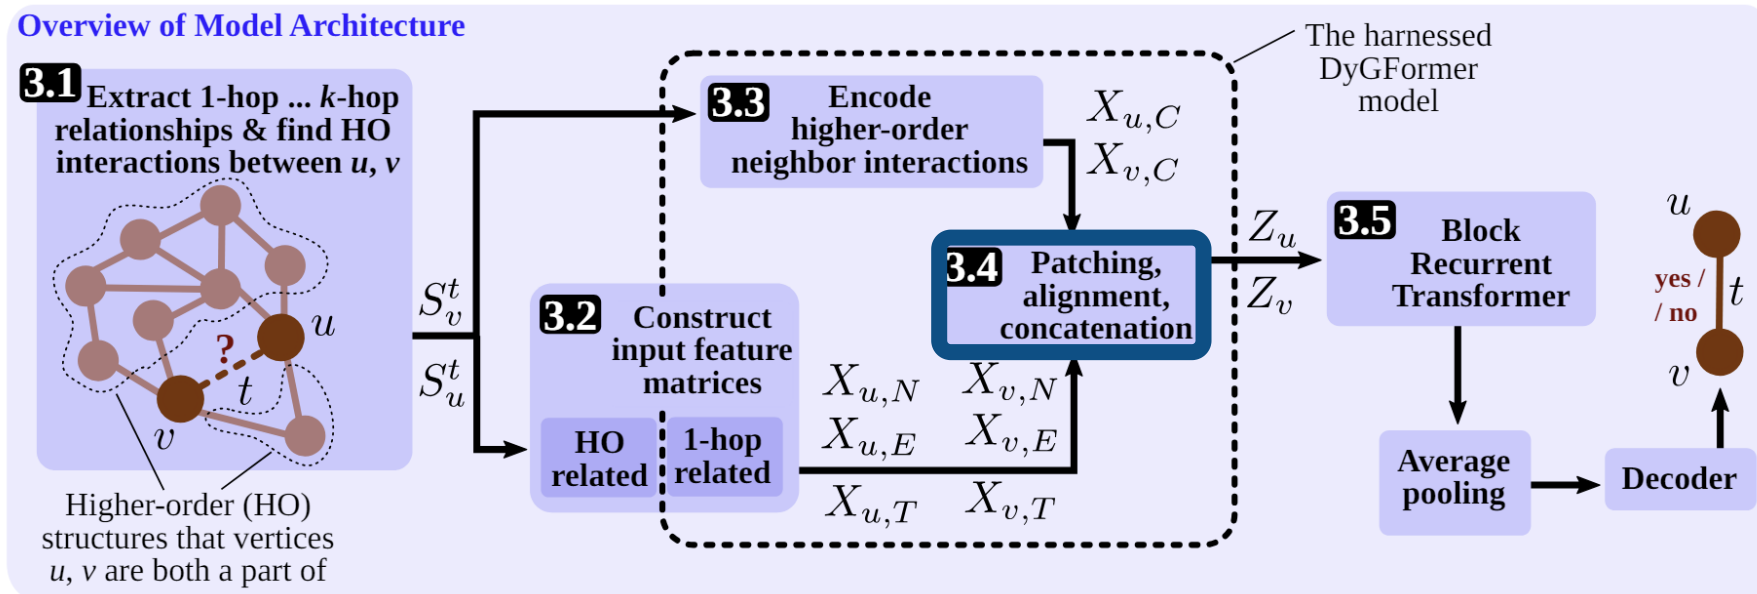 Overview of Model Architecture
3.1
Extract 1-hop ... k-hop
relationships & find HO
interactions between u, v
?
u
t
v
Higher-order (HO)
structures that vertices
u, v are both a part of
S_v^t
S_u^t
3.2
Construct
input feature
matrices
HO
related
1-hop
related
3.3
Encode
higher-order
neighbor interactions
X_{u,C}
X_{v,C}
The harnessed
DyGFormer
model
3.4
Patching,
alignment,
concatenation
X_{u,N} X_{v,N}
X_{u,E} X_{v,E}
X_{u,T} X_{v,T}
Z_u
Z_v
3.5
Block
Recurrent
Transformer
Average
pooling
Decoder
u
yes /
/ no
t
v